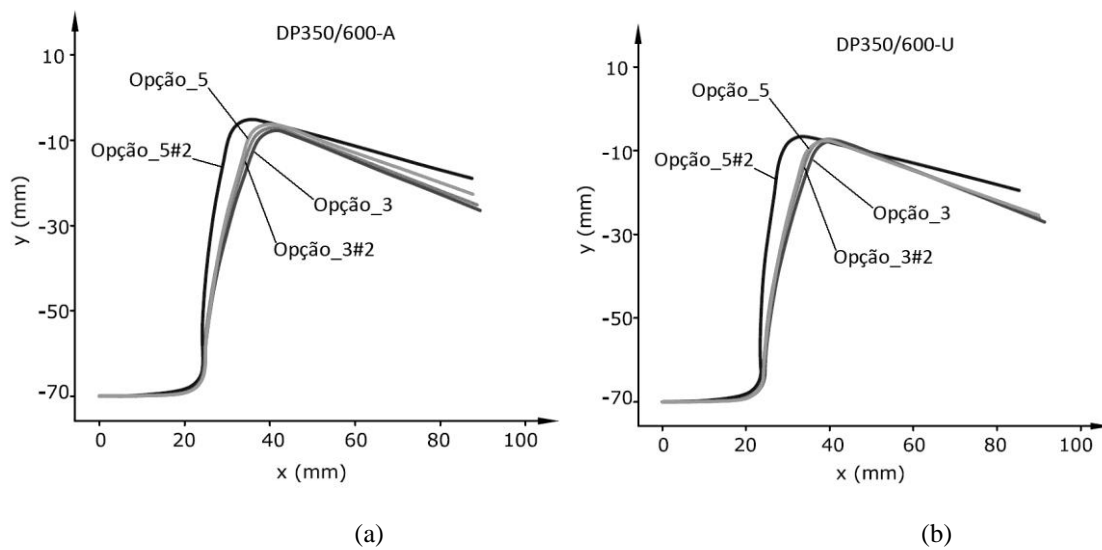 DP350/600-A
10
-10
-30
-50
-70
y (mm)
Opção_5
Opção_5#2
Opção_3
Opção_3#2
0 20 40 60 80 100
x (mm)
(a)
DP350/600-U
10
-10
-30
-50
-70
y (mm)
Opção_5
Opção_5#2
Opção_3
Opção_3#2
0 20 40 60 80 100
x (mm)
(b)